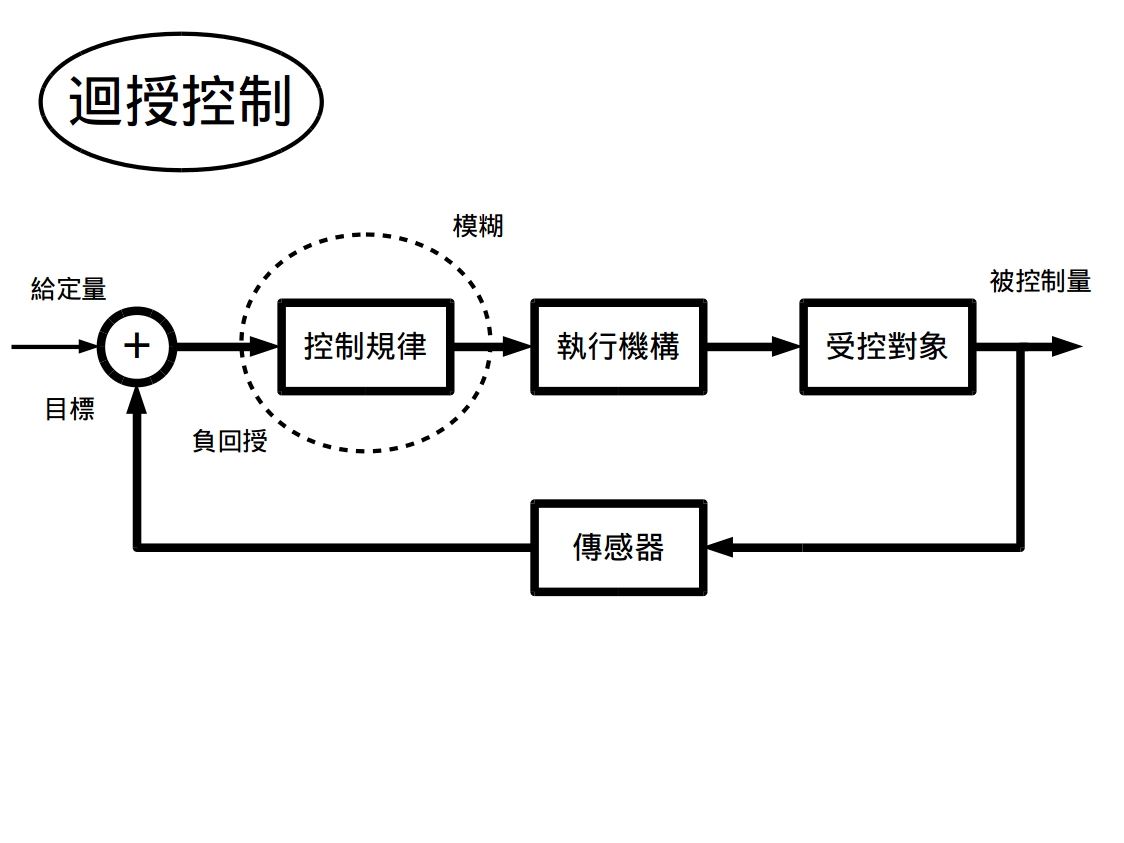 迴授控制
模糊
給定量
被控制量
+
控制規律
執行機構
受控對象
目標
負回授
傳感器